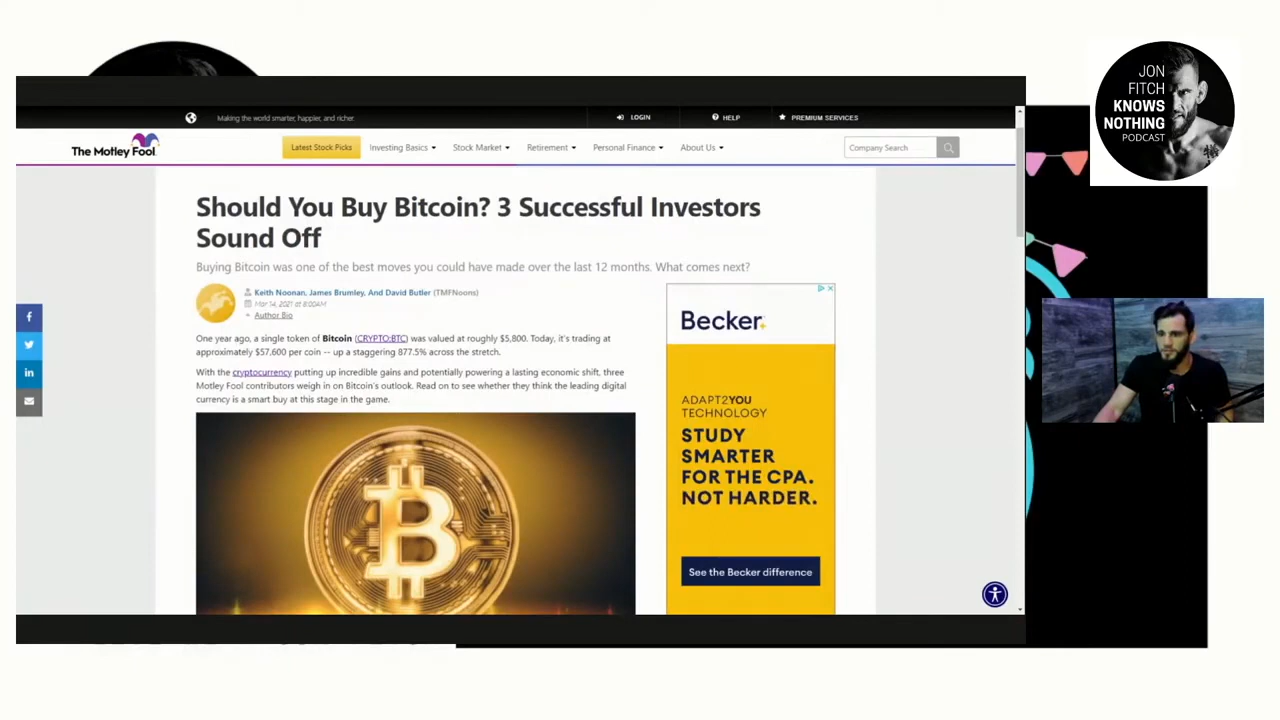 JON
FITCH
KNOWS
NOTHING
PODCAST
Making the world smarter, happier, and richer.
LOGIN
HELP
PREMIUM SERVICES
The Motley Fool.
Latest Stock Picks
Investing Basics
Stock Market
Retirement
Personal Finance
About Us
Company Search
Should You Buy Bitcoin? 3 Successful Investors
Sound Off
Buying Bitcoin was one of the best moves you could have made over the last 12 months. What comes next?
Keith Noonan, James Brumley, And David Butler (TMFNoons)
Mar 14, 2021 at 8:00AM
Author Bio
One year ago, a single token of Bitcoin (CRYPTO:BTC) was valued at roughly $5,800. Today, it's trading at
approximately $57,600 per coin -- up a staggering 877.5% across the stretch.
With the cryptocurrency putting up incredible gains and potentially powering a lasting economic shift, three
Motley Fool contributors weigh in on Bitcoin's outlook. Read on to see whether they think the leading digital
currency is a smart buy at this stage in the game.
Becker
ADAPT2YOU
TECHNOLOGY
STUDY
SMARTER
FOR THE CPA.
NOT HARDER.
See the Becker difference